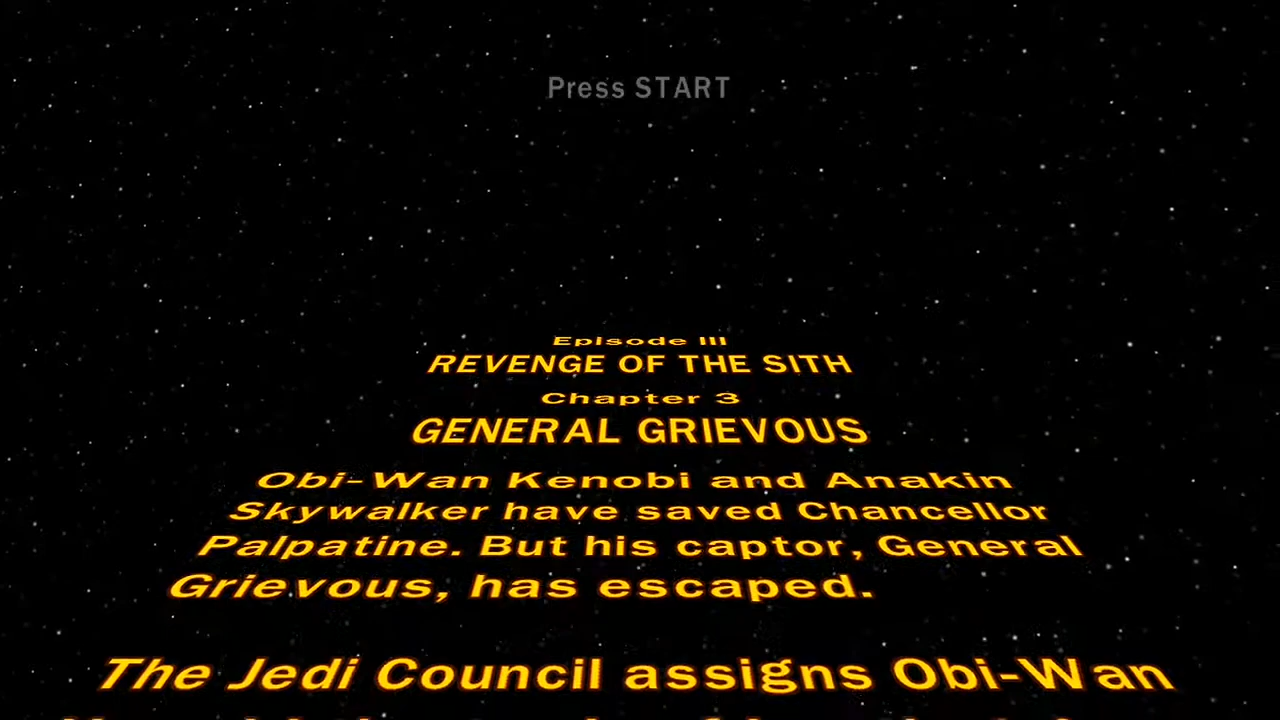 Press START
Episode III
REVENGE OF THE SITH
Chapter 3
GENERAL GRIEVOUS
Obi-Wan Kenobi and Anakin
Skywalker have saved Chancellor
Palpatine. But his captor, General
Grievous, has escaped.
The Jedi Council assigns Obi-Wan